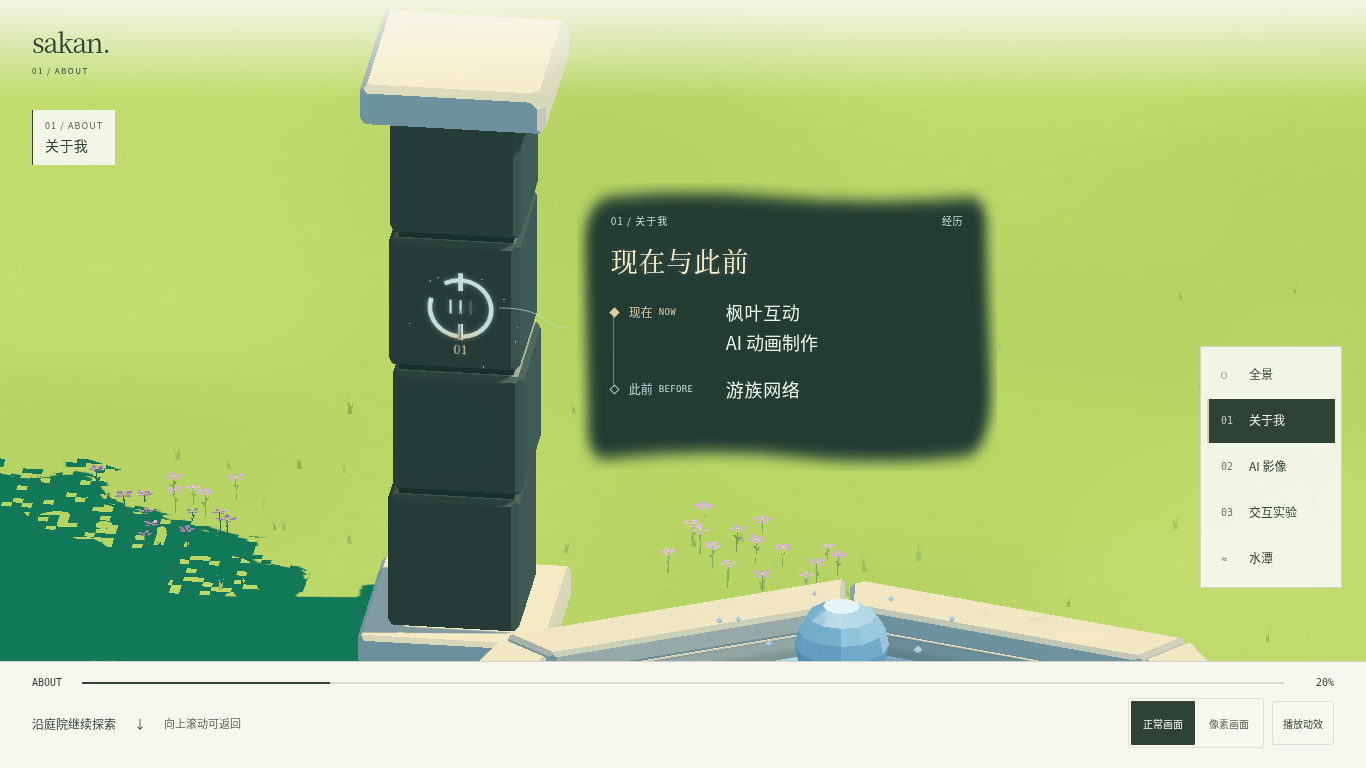 sakan.
01 / ABOUT
01 / ABOUT
关于我
01
01 / 关于我
经历
现在与此前
现在 NOW
枫叶互动
AI 动画制作
此前 BEFORE
游族网络
全景
01 关于我
02 AI 影像
03 交互实验
≈ 水潭
ABOUT
20%
沿庭院继续探索 ↓ 向上滚动可返回
正常画面
像素画面
播放动效